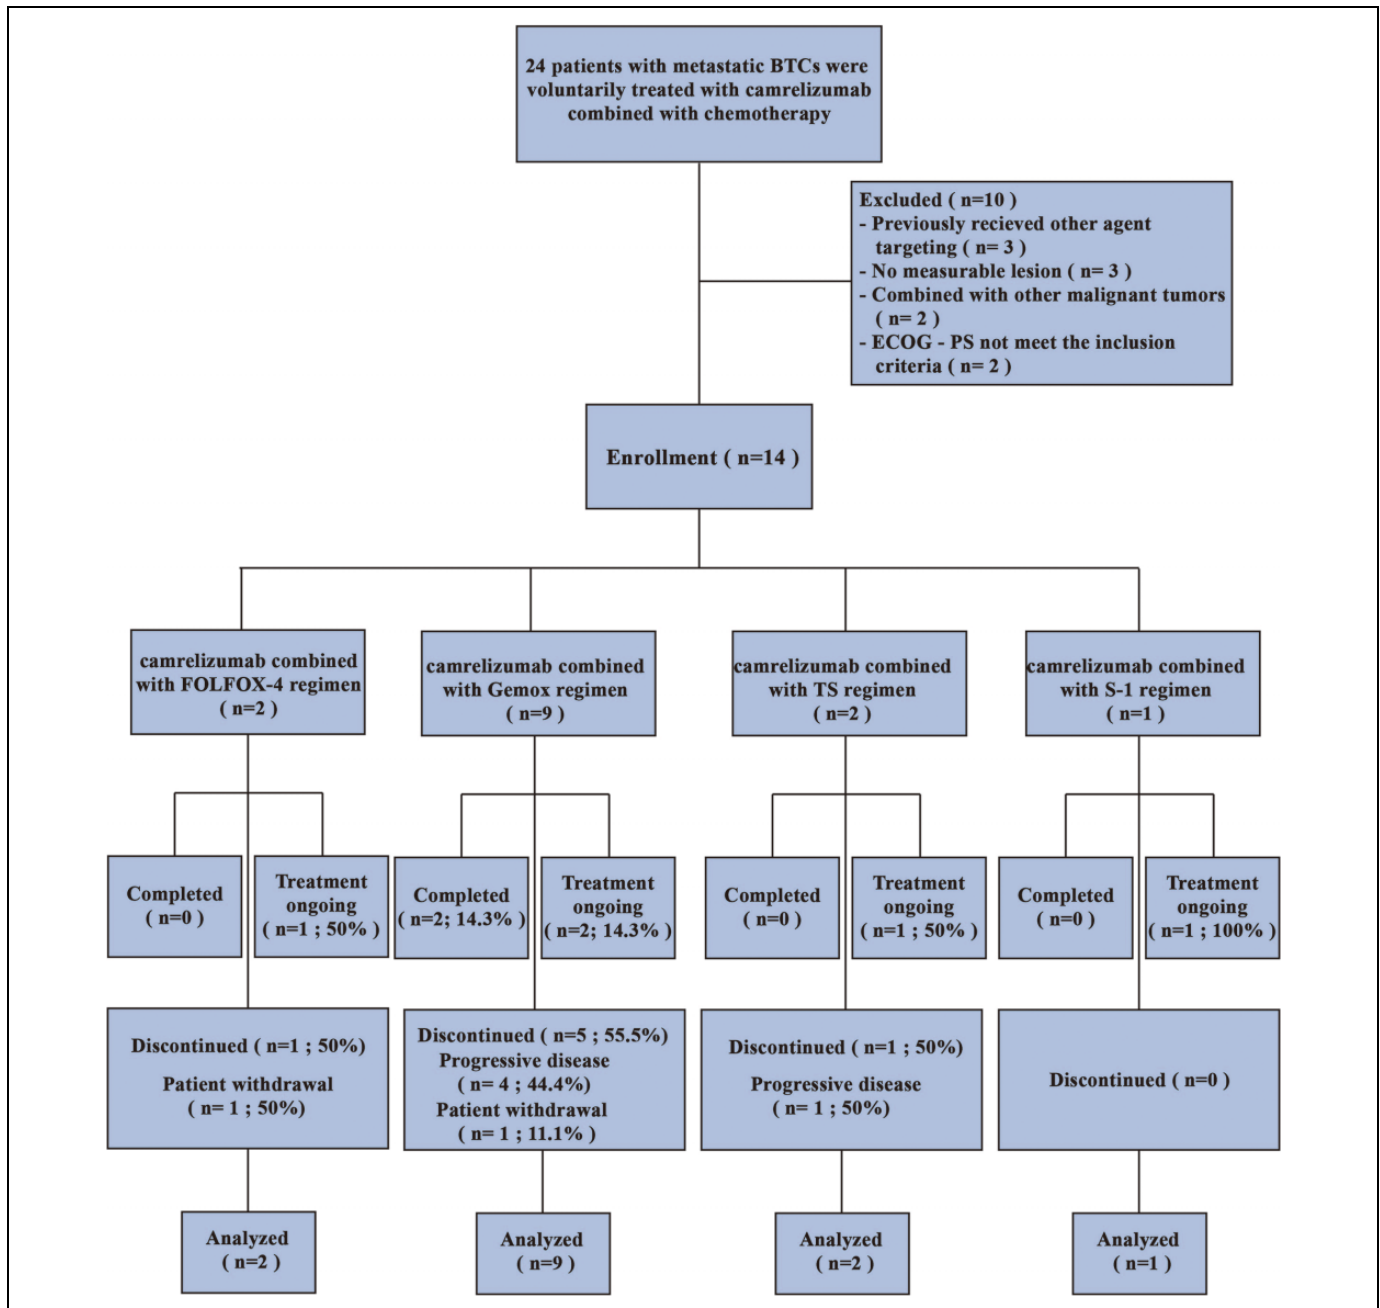 24 patients with metastatic BTCs were
voluntarily treated with camrelizumab
combined with chemotherapy
Excluded ( n=10 )
- Previously recieved other agent
targeting ( n= 3 )
- No measurable lesion ( n= 3 )
- Combined with other malignant tumors
( n= 2 )
- ECOG - PS not meet the inclusion
criteria ( n= 2 )
Enrollment ( n=14 )
camrelizumab combined
with FOLFOX-4 regimen
( n=2 )
camrelizumab combined
with Gemox regimen
( n=9 )
camrelizumab combined
with TS regimen
( n=2 )
camrelizumab combined
with S-1 regimen
( n=1 )
Completed
( n=0 )
Treatment
ongoing
( n=1 ; 50% )
Completed
( n=2; 14.3% )
Treatment
ongoing
( n=2; 14.3% )
Completed
( n=0 )
Treatment
ongoing
( n=1 ; 50% )
Completed
( n=0 )
Treatment
ongoing
( n=1 ; 100% )
Discontinued ( n=1 ; 50%)
Patient withdrawal
( n= 1 ; 50%)
Discontinued ( n=5 ; 55.5%)
Progressive disease
( n= 4 ; 44.4%)
Patient withdrawal
( n= 1 ; 11.1% )
Discontinued ( n=1 ; 50%)
Progressive disease
( n= 1 ; 50%)
Discontinued ( n=0 )
Analyzed
( n=2 )
Analyzed
( n=9 )
Analyzed
( n=2 )
Analyzed
( n=1 )